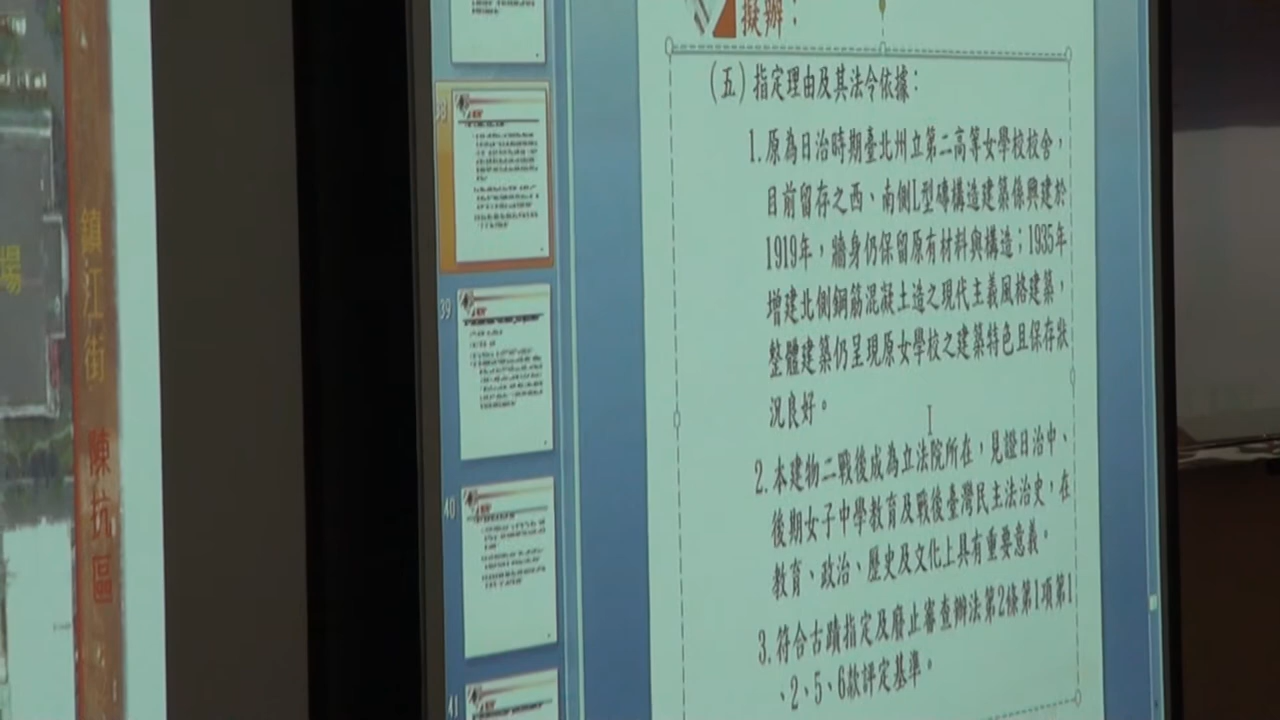 場
鎮江街
陳抗區
38
39
40
41
擬辦：
（五）指定理由及其法令依據：
1.原為日治時期臺北州立第二高等女學校校舍，
目前留存之西、南側L型磚構造建築係興建於
1919年，牆身仍保留原有材料與構造；1935年
增建北側鋼筋混凝土造之現代主義風格建築，
整體建築仍呈現原女學校之建築特色且保存狀
況良好。
2.本建物二戰後成為立法院所在，見證日治中、
後期女子中學教育及戰後臺灣民主法治史，在
教育、政治、歷史及文化上具有重要意義。
3.符合古蹟指定及廢止審查辦法第2條第1項第1
、2、5、6款評定基準。